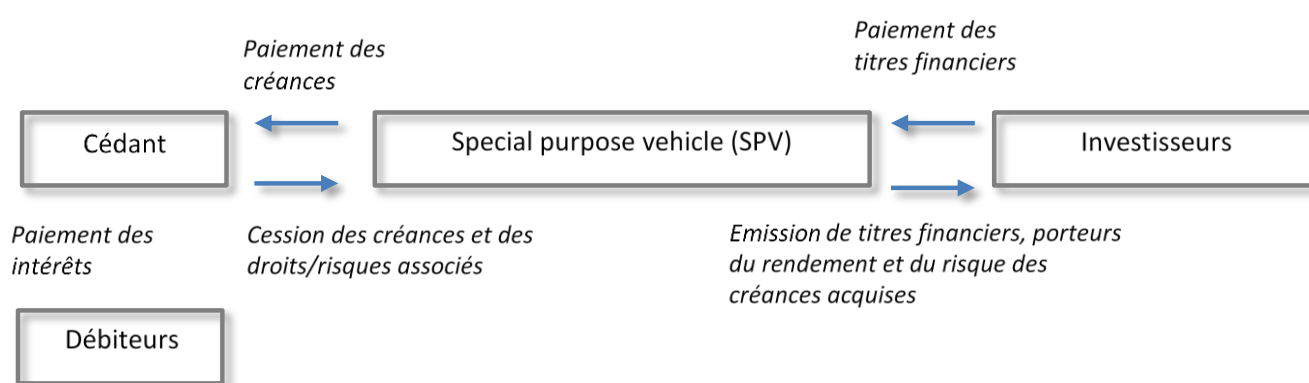 Paiement des
créances
Paiement des
titres financiers
Cédant
Special purpose vehicle (SPV)
Investisseurs
Paiement des
intérêts
Cession des créances et des
droits/risques associés
Emission de titres financiers, porteurs
du rendement et du risque des
créances acquises
Débiteurs